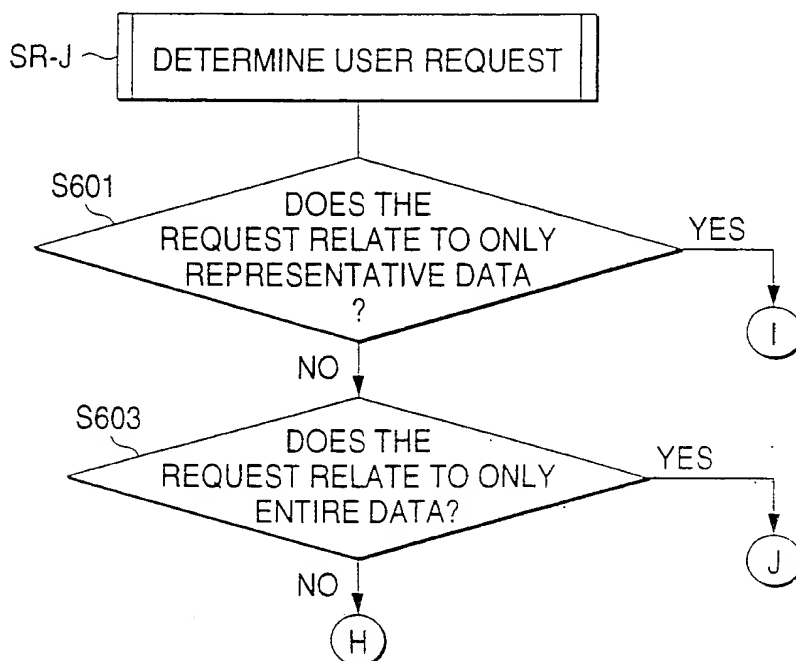 SR-J
DETERMINE USER REQUEST
S601
DOES THE
REQUEST RELATE TO ONLY
REPRESENTATIVE DATA
?
YES
I
NO
S603
DOES THE
REQUEST RELATE TO ONLY
ENTIRE DATA?
YES
J
NO
H